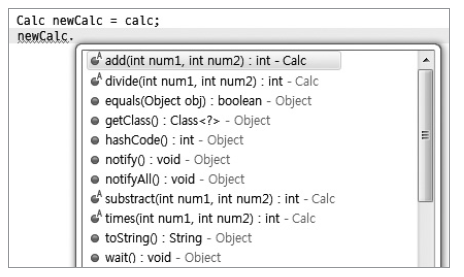 Calc newCalc = calc;
newCalc.
A add(int num1, int num2) : int - Calc
A divide(int num1, int num2) : int - Calc
equals(Object obj) : boolean - Object
getClass() : Class<?> - Object
hashCode() : int - Object
notify() : void - Object
notifyAll() : void - Object
A substract(int num1, int num2) : int - Calc
A times(int num1, int num2) : int - Calc
toString() : String - Object
wait() : void - Object